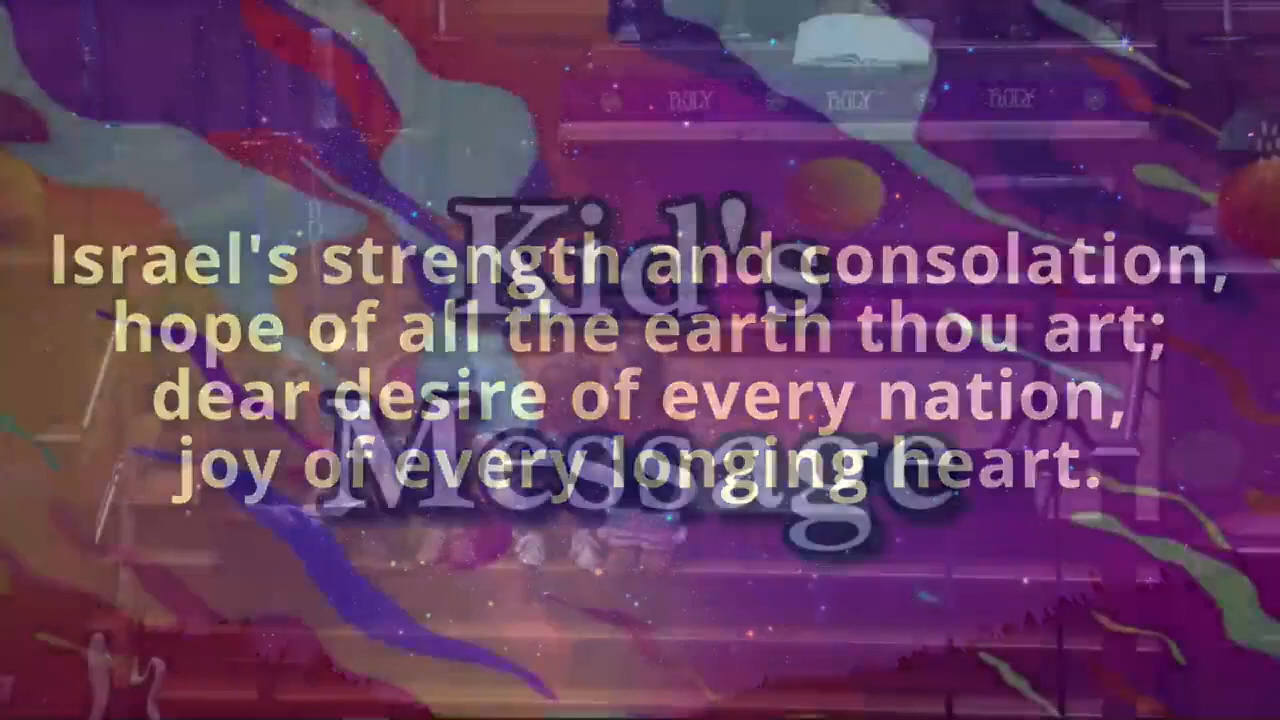 HOLY HOLY HOLY
Kid's
Israel's strength and consolation,
hope of all the earth thou art;
dear desire of every nation,
joy of every longing heart.
Message